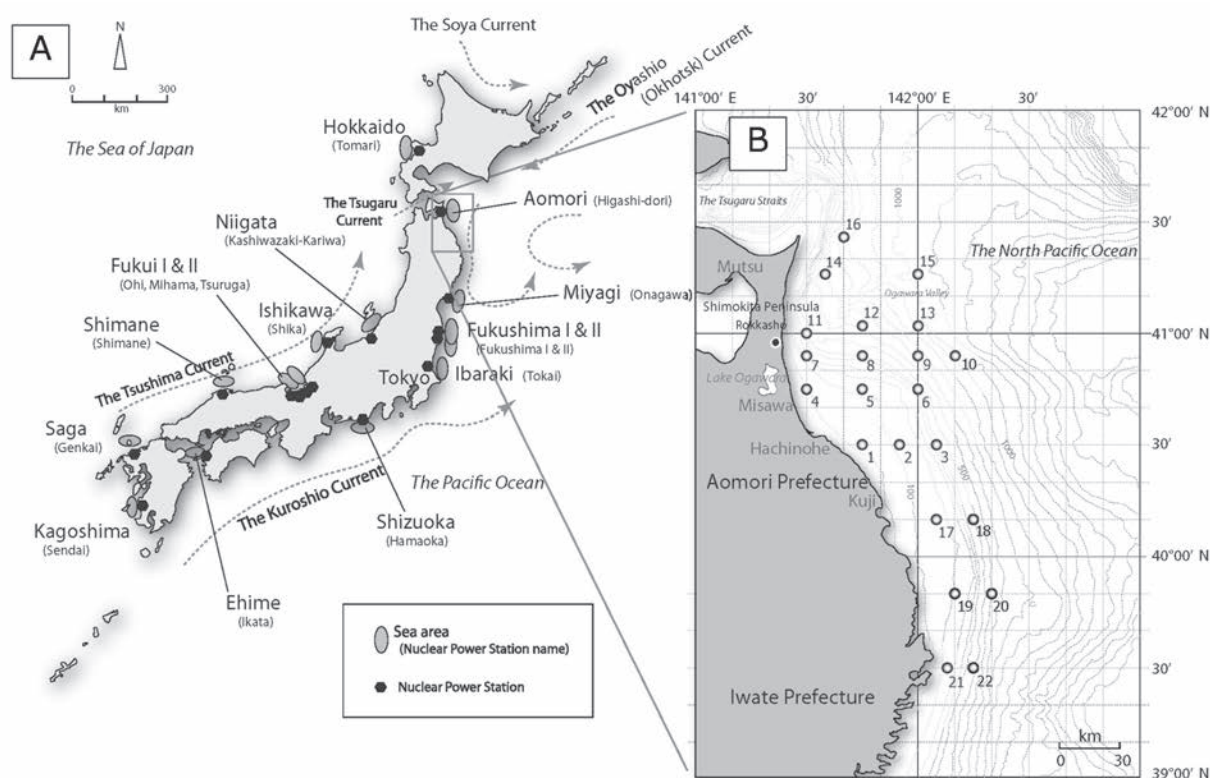 A
N
0
300
km
The Sea of Japan
The Soya Current
The Oyashio
(Okhotsk) Current
Hokkaido
(Tomari)
The Tsugaru
Current
Aomori (Higashi-dori)
Niigata
(Kashiwazaki-Kariwa)
Fukui I & II
(Ohi, Mihama, Tsuruga)
Ishikawa
(Shika)
Miyagi (Onagawa)
Shimane
(Shimane)
Fukushima I & II
(Fukushima I & II)
Tokyo
Ibaraki (Tokai)
The Tsushima Current
Saga
(Genkai)
The Pacific Ocean
The Kuroshio Current
Shizuoka
(Hamaoka)
Kagoshima
(Sendai)
Ehime
(Ikata)
Sea area
(Nuclear Power Station name)
Nuclear Power Station
141°00′ E
30′
142°00′ E
30′
42°00′ N
B
The Tsugaru Straits
1000
30′
16
The North Pacific Ocean
Mutsu
14
15
Ogawara Valley
Shimokita Peninsula
Rokkasho
11
12
13
41°00′ N
7
8
9
10
Lake Ogawara
4
5
6
Misawa
Hachinohe
1
2
3
30′
1000
500
100
Aomori Prefecture
Kuji
17
18
40°00′ N
19
20
30′
21
22
Iwate Prefecture
km
0
30
39°00′ N